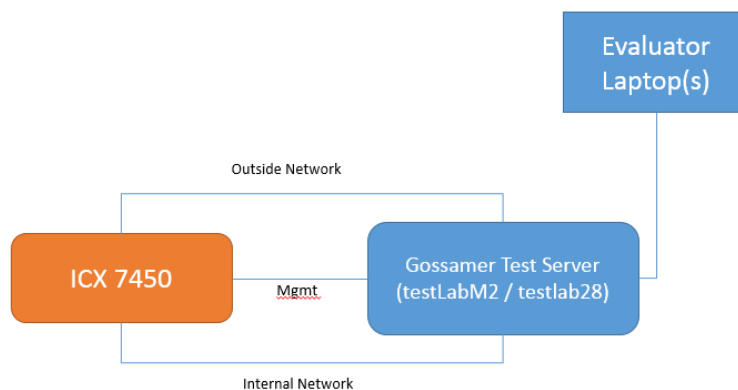 Evaluator
Laptop(s)
Outside Network
ICX 7450
Mgmt
Gossamer Test Server
(testLabM2 / testlab28)
Internal Network